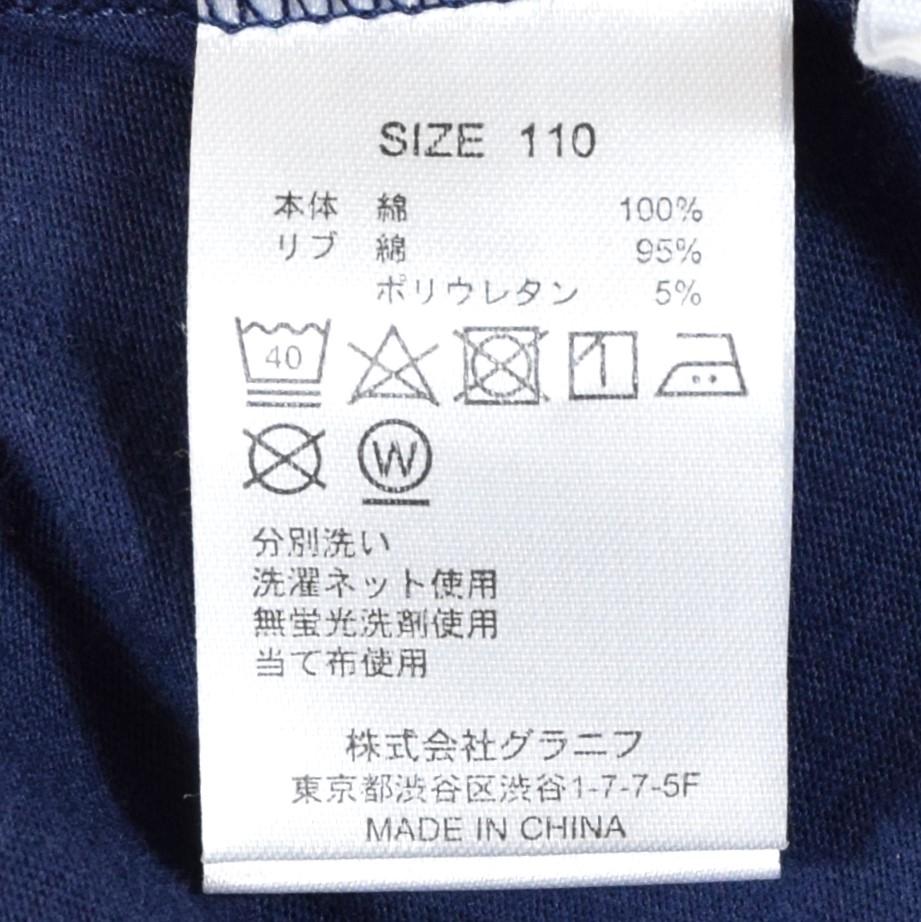 SIZE 110
本体 綿 100%
リブ 綿 95%
ポリウレタン 5%
40
W
分別洗い
洗濯ネット使用
無蛍光洗剤使用
当て布使用
株式会社グラニフ
東京都渋谷区渋谷1-7-7-5F
MADE IN CHINA